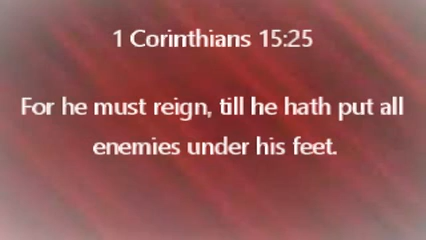 1 Corinthians 15:25
For he must reign, till he hath put all
enemies under his feet.